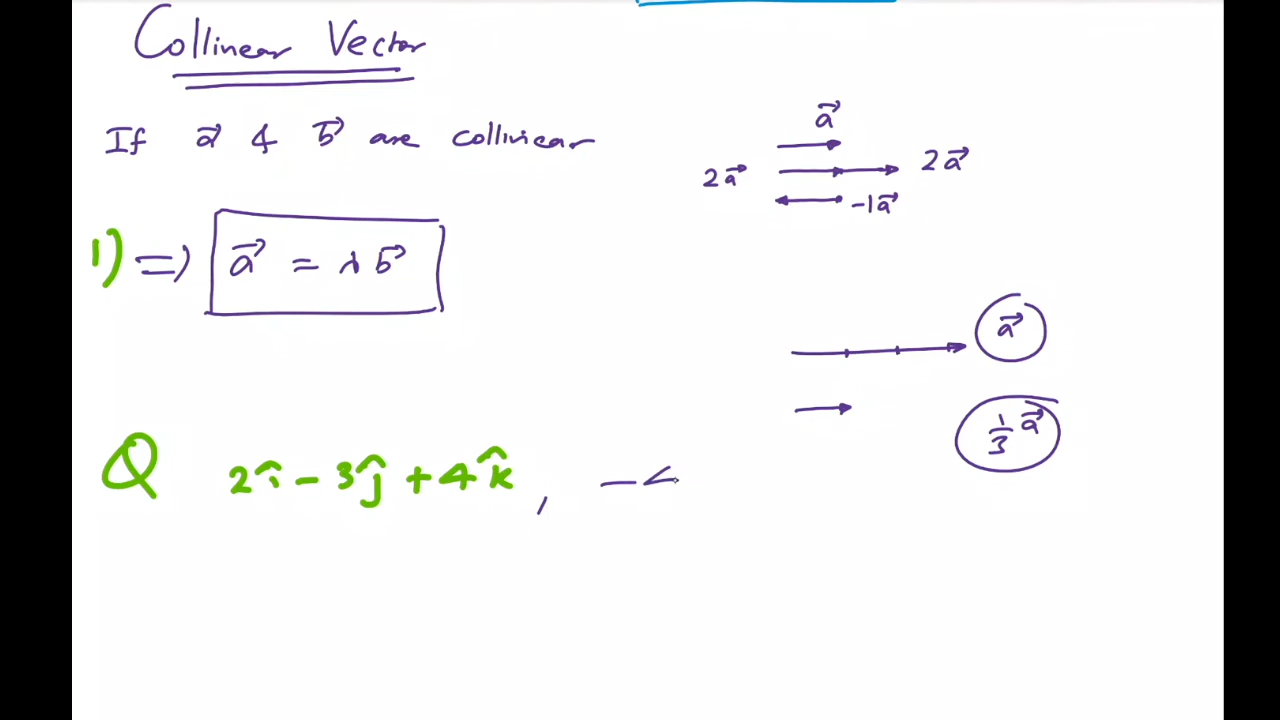 Collinear Vector
If a⃗ & b⃗ are collinear
a⃗
2a⃗
2a⃗
-1a⃗
1) ⇒ a⃗ = λ b⃗
a⃗
1/3 a⃗
Q 2î - 3ĵ + 4k̂ , -